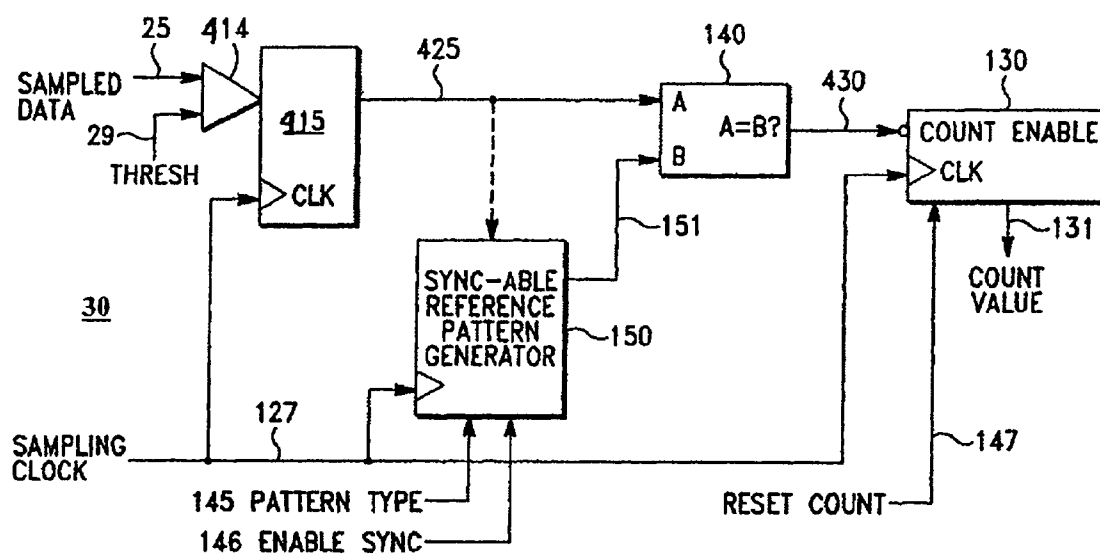 25
414
SAMPLED
DATA
29
THRESH
415
CLK
425
140
A
A=B?
B
430
130
COUNT ENABLE
CLK
151
131
COUNT
VALUE
SYNC-ABLE
REFERENCE
PATTERN
GENERATOR
150
30
SAMPLING
CLOCK
127
147
145 PATTERN TYPE
RESET COUNT
146 ENABLE SYNC